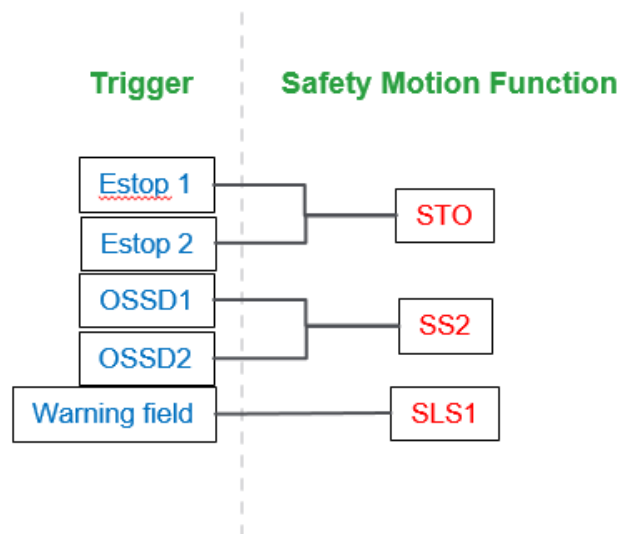 Trigger
Safety Motion Function
Estop 1
STO
Estop 2
OSSD1
SS2
OSSD2
Warning field
SLS1